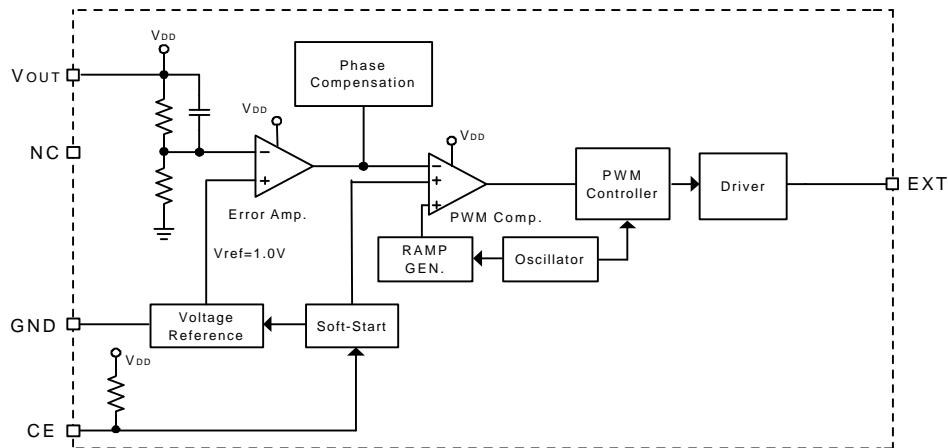 VDD
VOUT
Phase
Compensation
VDD
VDD
NC
−
+
Error Amp.
−
+
+
PWM Comp.
PWM
Controller
Driver
EXT
Vref=1.0V
RAMP
GEN.
Oscillator
GND
Voltage
Reference
Soft-Start
VDD
CE